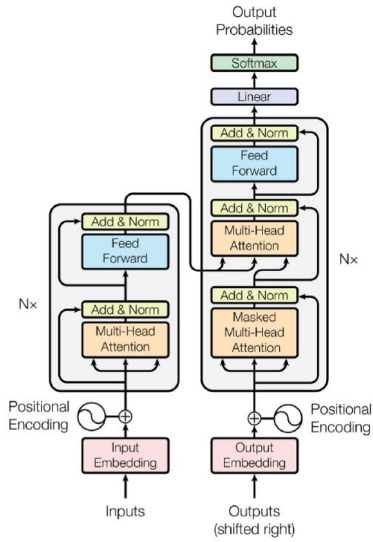 Output
Probabilities
Softmax
Linear
Add & Norm
Feed
Forward
Add & Norm
Multi-Head
Attention
Add & Norm
Masked
Multi-Head
Attention
N×
Add & Norm
Feed
Forward
N×
Add & Norm
Multi-Head
Attention
Positional
Encoding
Input
Embedding
Inputs
Positional
Encoding
Output
Embedding
Outputs
(shifted right)